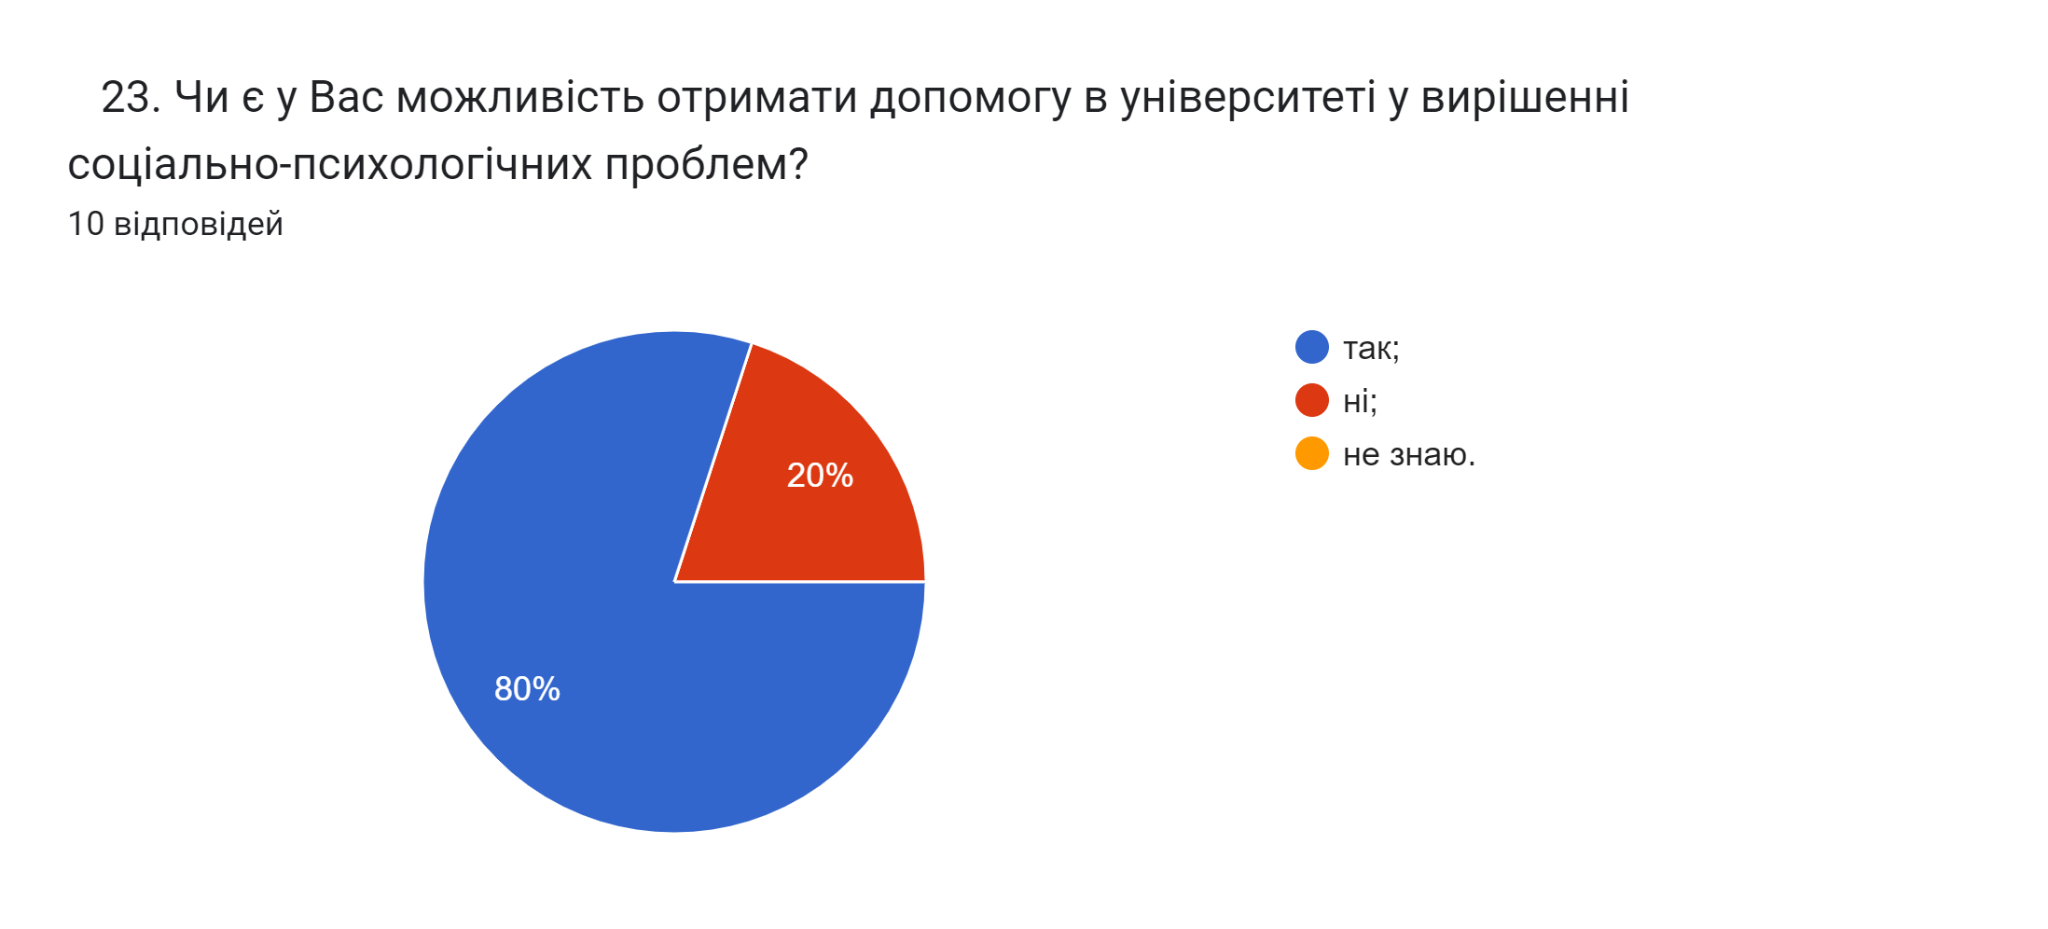 23. Чи є у Вас можливість отримати допомогу в університеті у вирішенні
соціально-психологічних проблем?
10 відповідей
так;
ні;
не знаю.
20%
80%